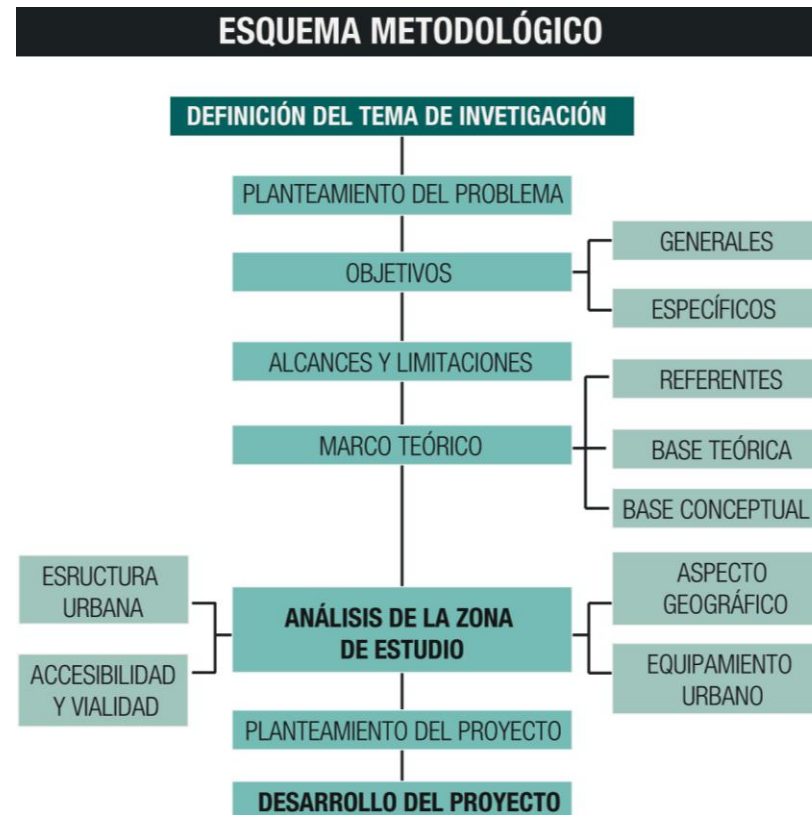 ESQUEMA METODOLÓGICO
DEFINICIÓN DEL TEMA DE INVETIGACIÓN
PLANTEAMIENTO DEL PROBLEMA
OBJETIVOS
GENERALES
ESPECÍFICOS
ALCANCES Y LIMITACIONES
MARCO TEÓRICO
REFERENTES
BASE TEÓRICA
BASE CONCEPTUAL
ESRUCTURA
URBANA
ACCESIBILIDAD
Y VIALIDAD
ANÁLISIS DE LA ZONA
DE ESTUDIO
ASPECTO
GEOGRÁFICO
EQUIPAMIENTO
URBANO
PLANTEAMIENTO DEL PROYECTO
DESARROLLO DEL PROYECTO